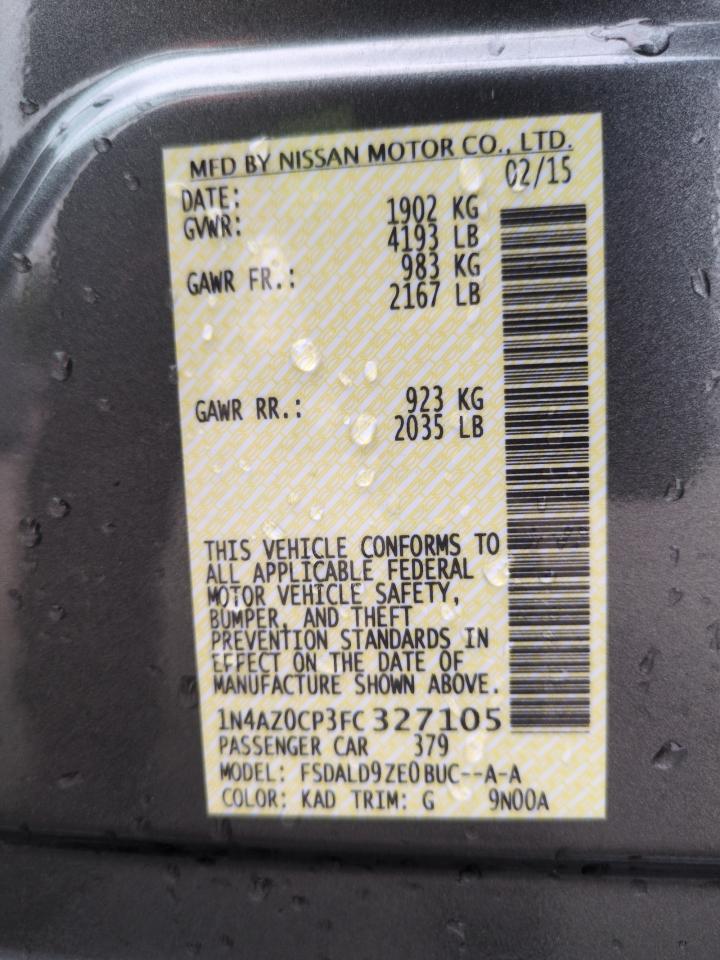 MFD BY NISSAN MOTOR CO., LTD.
DATE: 02/15
GVWR: 1902 KG
4193 LB
GAWR FR.: 983 KG
2167 LB
GAWR RR.: 923 KG
2035 LB
THIS VEHICLE CONFORMS TO
ALL APPLICABLE FEDERAL
MOTOR VEHICLE SAFETY,
BUMPER, AND THEFT
PREVENTION STANDARDS IN
EFFECT ON THE DATE OF
MANUFACTURE SHOWN ABOVE.
1N4AZ0CP3FC327105
PASSENGER CAR 379
MODEL: FSDALD9ZE0BUC--A-A
COLOR: KAD TRIM: G 9N00A